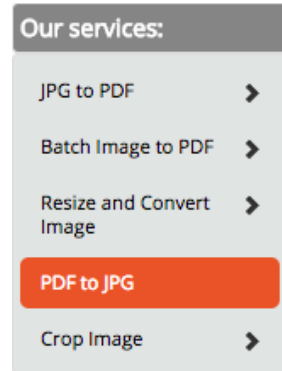 Our services:
JPG to PDF
Batch Image to PDF
Resize and Convert
Image
PDF to JPG
Crop Image